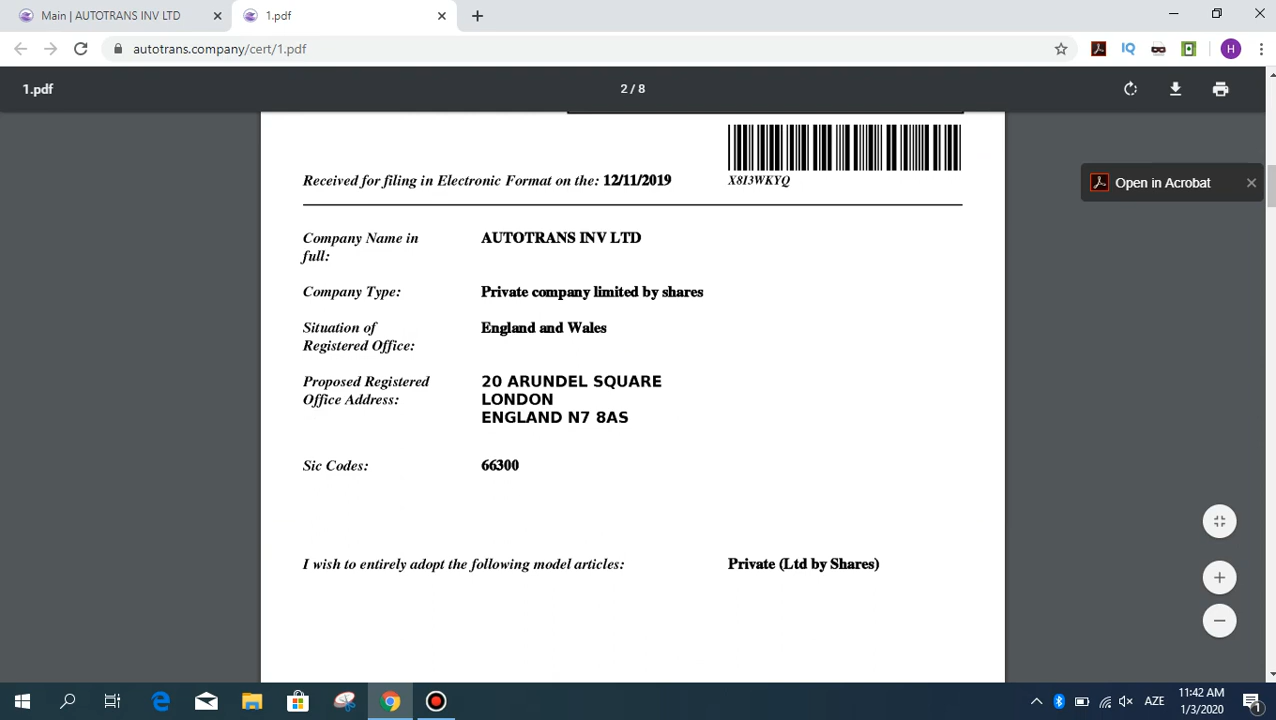 Main | AUTOTRANS INV LTD
1.pdf
autotrans.company/cert/1.pdf
IQ
H
1.pdf
2 / 8
Open in Acrobat
Received for filing in Electronic Format on the: 12/11/2019
X8I3WKYQ
Company Name in full: AUTOTRANS INV LTD
Company Type: Private company limited by shares
Situation of Registered Office: England and Wales
Proposed Registered Office Address: 20 ARUNDEL SQUARE
LONDON
ENGLAND N7 8AS
Sic Codes: 66300
I wish to entirely adopt the following model articles: Private (Ltd by Shares)
AZE
11:42 AM
1/3/2020
1